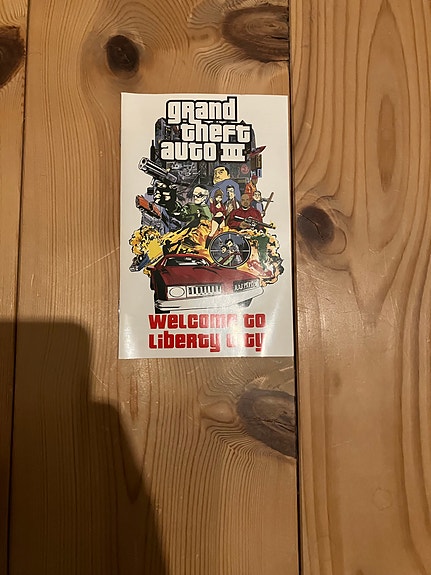 grand
theft
auto III
Welcome to
Liberty City